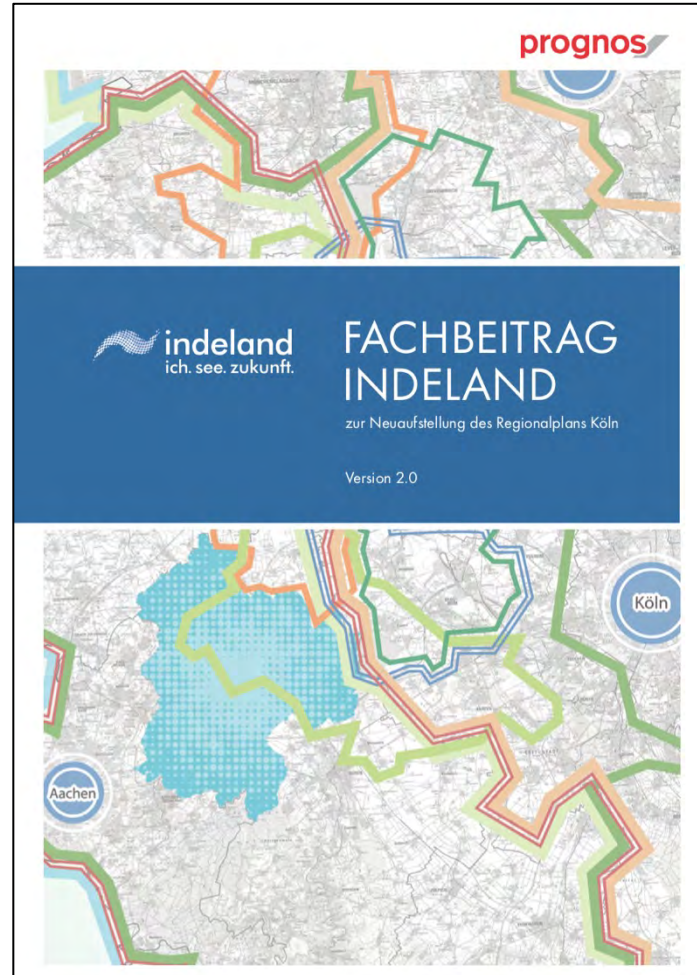 prognos
indeland
ich. see. zukunft.
FACHBEITRAG
INDELAND
zur Neuaufstellung des Regionalplans Köln
Version 2.0
Köln
Aachen